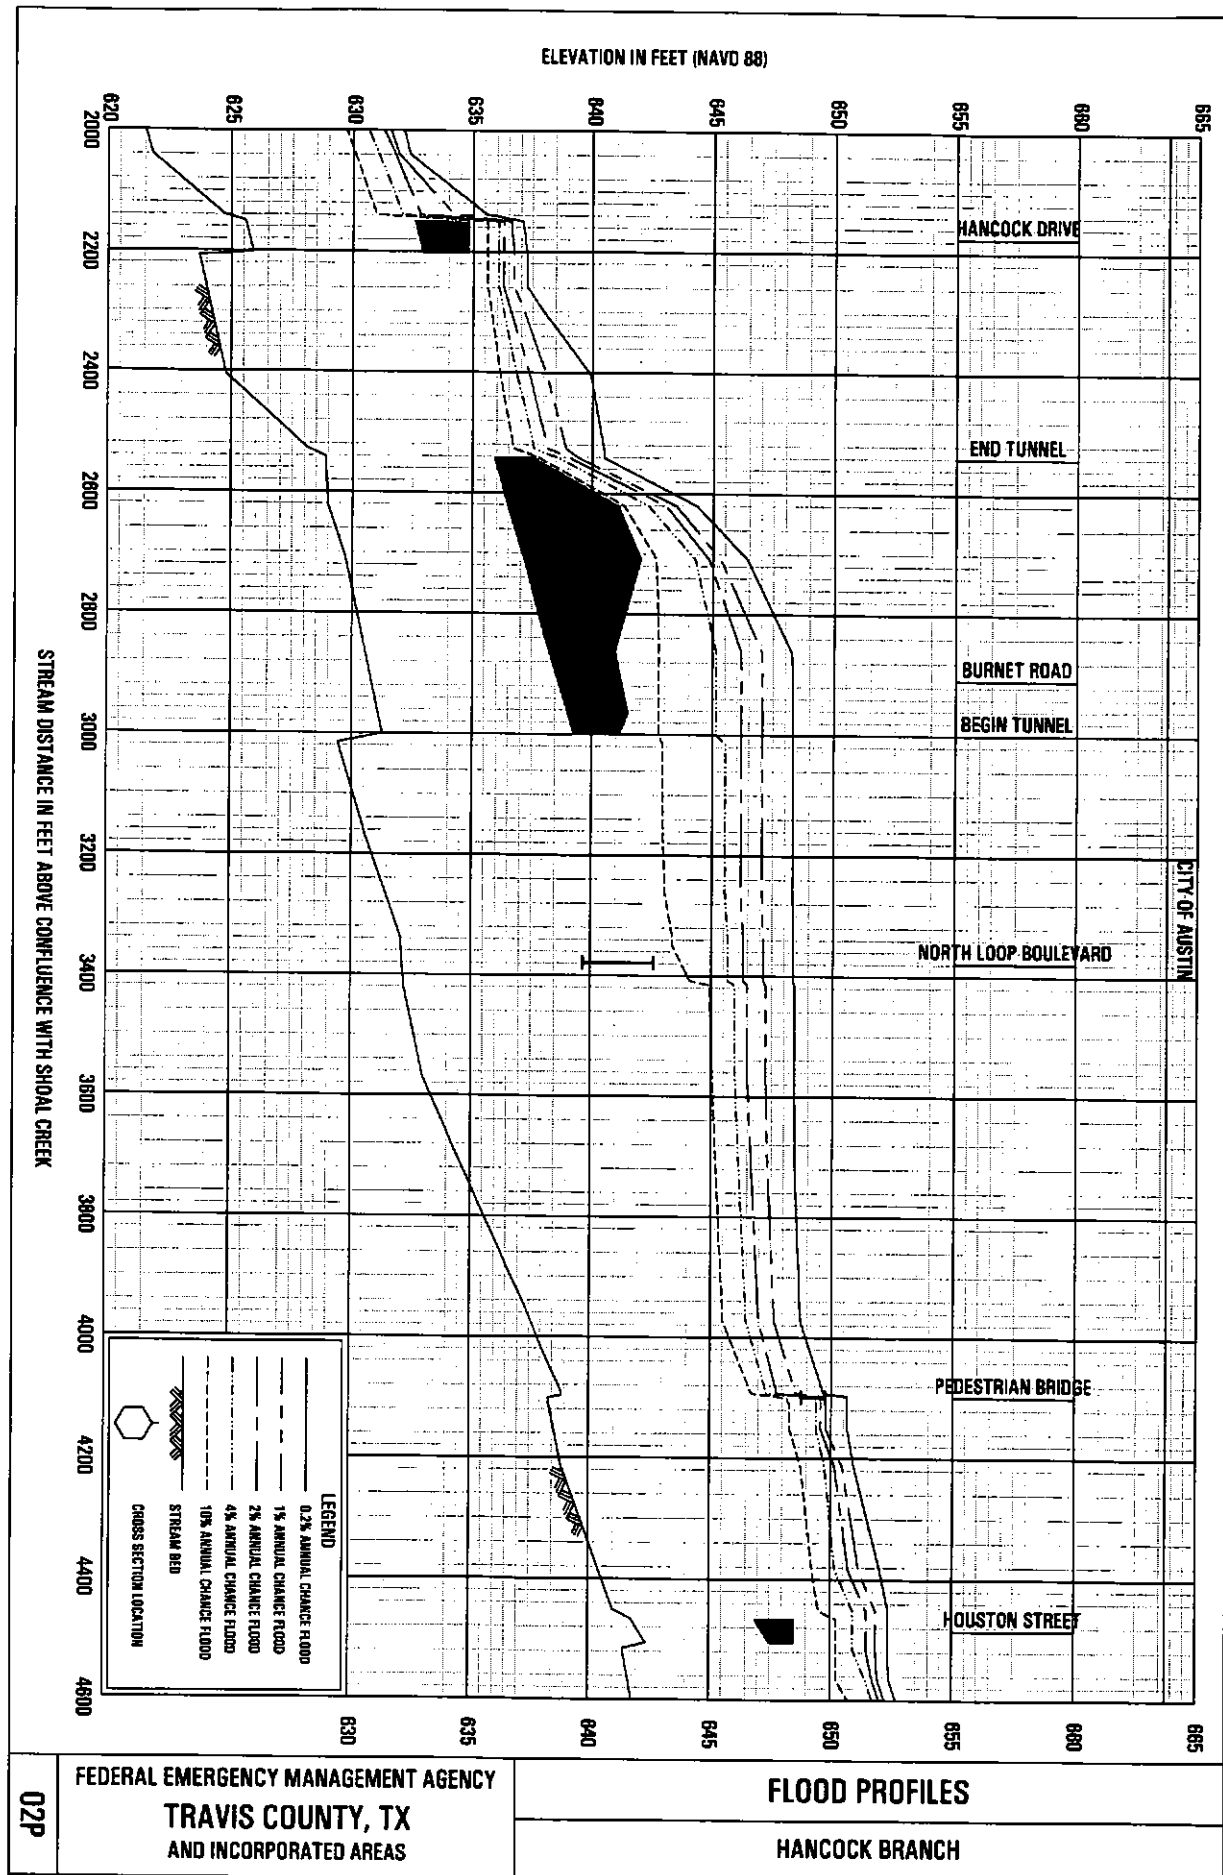 ELEVATION IN FEET (NAVD 88)
620
625
630
635
640
645
650
655
660
665
2000
2200
2400
2600
2800
3000
3200
3400
3600
3800
4000
4200
4400
4600
STREAM DISTANCE IN FEET ABOVE CONFLUENCE WITH SHOAL CREEK
HANCOCK DRIVE
END TUNNEL
BURNET ROAD
BEGIN TUNNEL
CITY OF AUSTIN
NORTH LOOP BOULEVARD
PEDESTRIAN BRIDGE
HOUSTON STREET
LEGEND
0.2% ANNUAL CHANCE FLOOD
1% ANNUAL CHANCE FLOOD
2% ANNUAL CHANCE FLOOD
4% ANNUAL CHANCE FLOOD
10% ANNUAL CHANCE FLOOD
STREAM BED
CROSS SECTION LOCATION
630
635
640
645
650
655
660
665
FEDERAL EMERGENCY MANAGEMENT AGENCY
TRAVIS COUNTY, TX
AND INCORPORATED AREAS
FLOOD PROFILES
HANCOCK BRANCH
02P